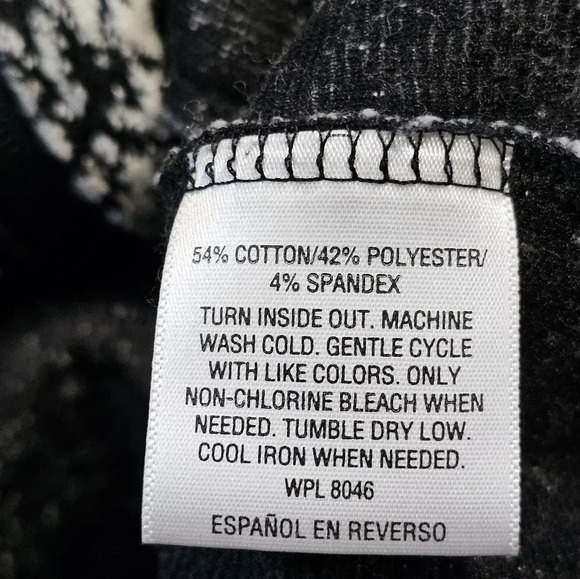 54% COTTON/42% POLYESTER/
4% SPANDEX
TURN INSIDE OUT. MACHINE
WASH COLD. GENTLE CYCLE
WITH LIKE COLORS. ONLY
NON-CHLORINE BLEACH WHEN
NEEDED. TUMBLE DRY LOW.
COOL IRON WHEN NEEDED.
WPL 8046
ESPAÑOL EN REVERSO